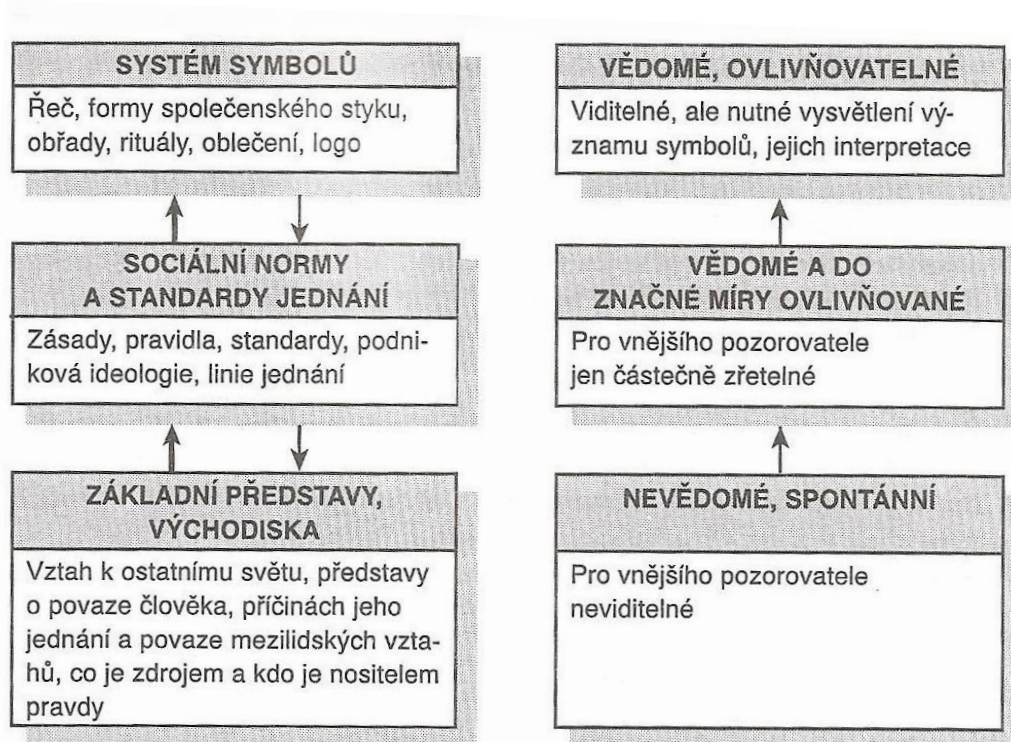 SYSTÉM SYMBOLŮ
Řeč, formy společenského styku,
obřady, rituály, oblečení, logo
VĚDOMÉ, OVLIVŇOVATELNÉ
Viditelné, ale nutné vysvětlení vý-
znamu symbolů, jejich interpretace
SOCIÁLNÍ NORMY
A STANDARDY JEDNÁNÍ
Zásady, pravidla, standardy, podni-
ková ideologie, linie jednání
VĚDOMÉ A DO
ZNAČNÉ MÍRY OVLIVŇOVANÉ
Pro vnějšího pozorovatele
jen částečně zřetelné
ZÁKLADNÍ PŘEDSTAVY,
VÝCHODISKA
Vztah k ostatnímu světu, představy
o povaze člověka, příčinách jeho
jednání a povaze mezilidských vzta-
hů, co je zdrojem a kdo je nositelem
pravdy
NEVĚDOMÉ, SPONTÁNNÍ
Pro vnějšího pozorovatele
neviditelné